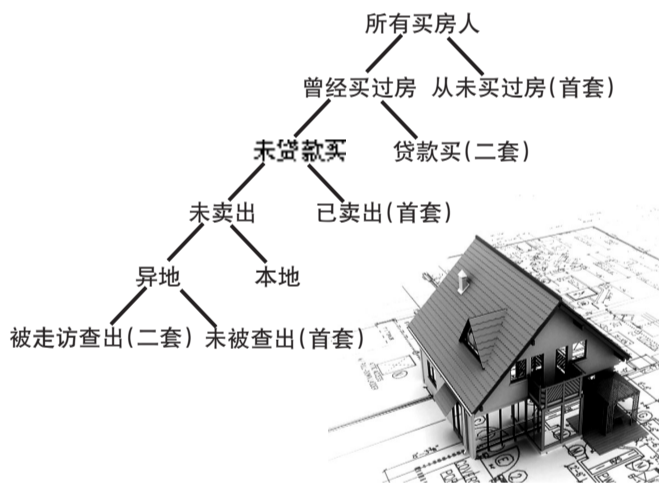 所有买房人
曾经买过房 从未买过房(首套)
未贷款买 贷款买(二套)
未卖出 已卖出(首套)
异地 本地
被走访查出(二套) 未被查出(首套)